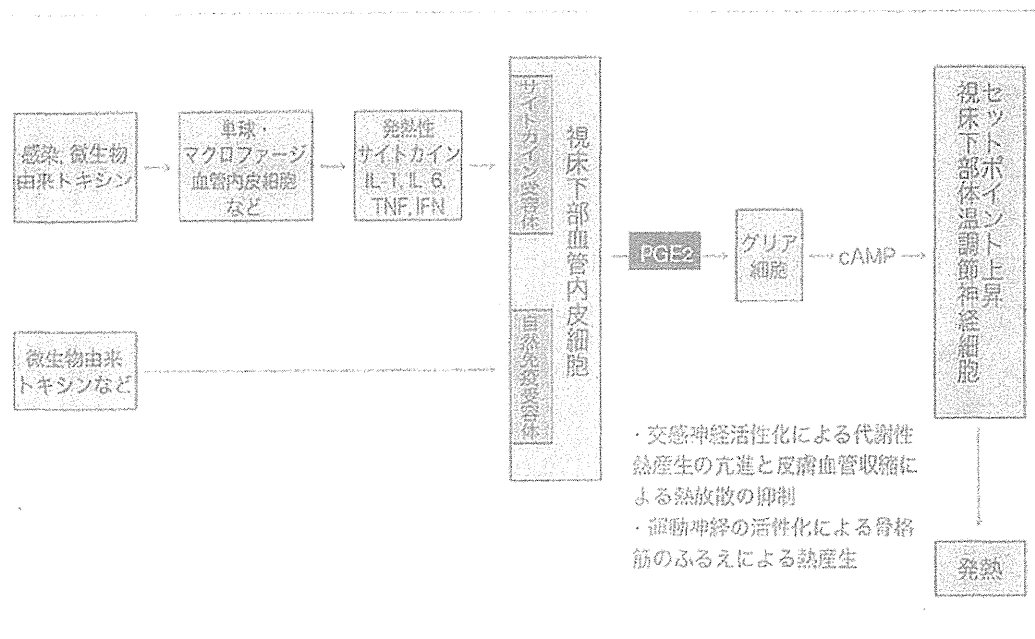 感染, 微生物
由来トキシン
単球・
マクロファージ
血管内皮細胞
など
発熱性
サイトカイン
IL-1, IL-6,
TNF, IFN
サイトカイン受容体
視床下部血管内皮細胞
自然免疫受容体
微生物由来
トキシンなど
PGE2
グリア
細胞
cAMP
セットポイント上昇
視床下部体温調節神経細胞
・交感神経活性化による代謝性
熱産生の亢進と皮膚血管収縮に
よる熱放散の抑制
・運動神経の活性化による骨格
筋のふるえによる熱産生
発熱